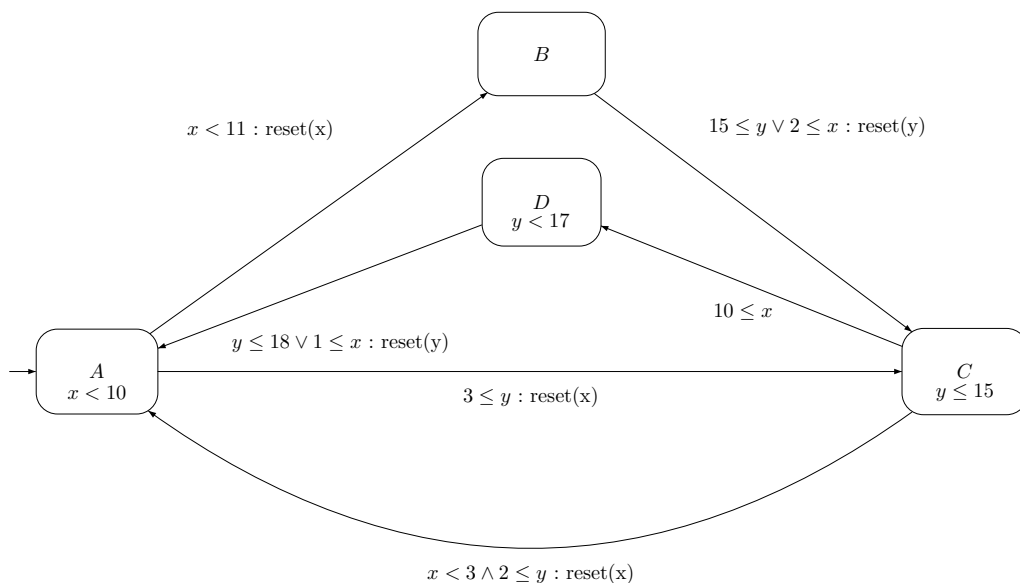 B
x < 11 : reset(x)
15 ≤ y ∨ 2 ≤ x : reset(y)
D
y < 17
10 ≤ x
y ≤ 18 ∨ 1 ≤ x : reset(y)
A
x < 10
C
y ≤ 15
3 ≤ y : reset(x)
x < 3 ∧ 2 ≤ y : reset(x)